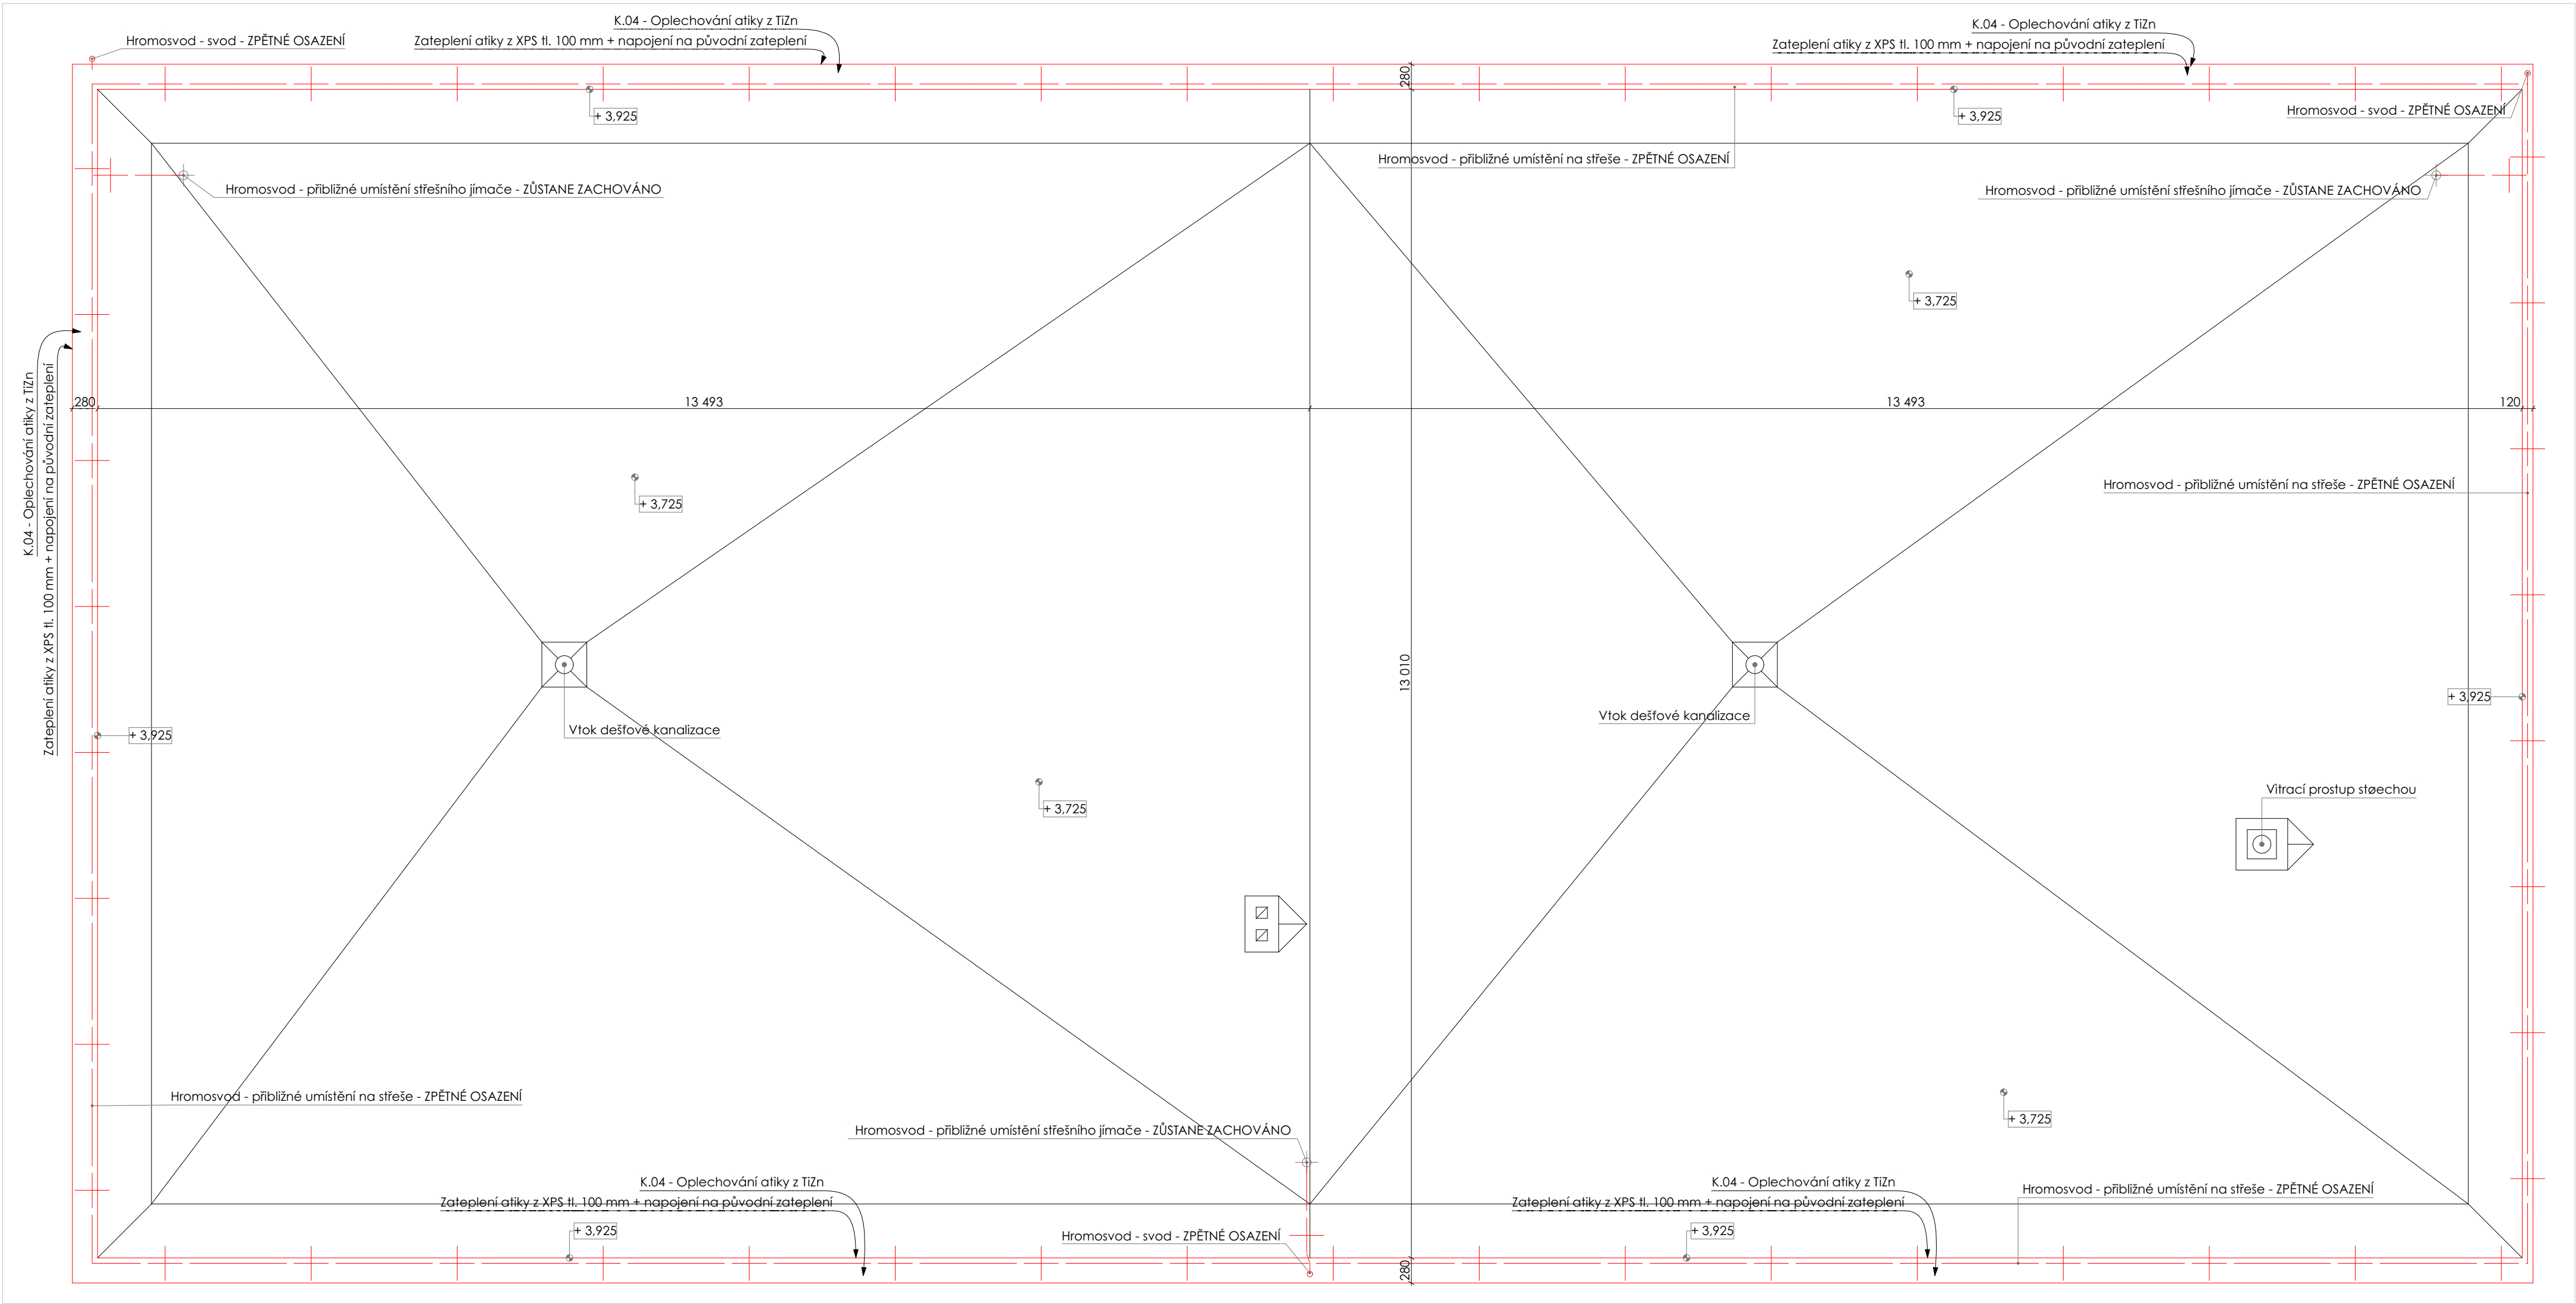 K.04 - Oplechování atiky z TiZn
Zateplení atiky z XPS tl. 100 mm + napojení na původní zateplení
Hromosvod - svod - ZPĚTNÉ OSAZENÍ
K.04 - Oplechování atiky z TiZn
Zateplení atiky z XPS tl. 100 mm + napojení na původní zateplení
280
+ 3,925
+ 3,925
Hromosvod - svod - ZPĚTNÉ OSAZENÍ
Hromosvod - přibližné umístění na střeše - ZPĚTNÉ OSAZENÍ
Hromosvod - přibližné umístění střešního jímače - ZŮSTANE ZACHOVÁNO
Hromosvod - přibližné umístění střešního jímače - ZŮSTANE ZACHOVÁNO
+ 3,725
K.04 - Oplechování atiky z TiZn
Zateplení atiky z XPS tl. 100 mm + napojení na původní zateplení
280
13 493
13 493
120
+ 3,725
Hromosvod - přibližné umístění na střeše - ZPĚTNÉ OSAZENÍ
13 010
+ 3,925
Vtok dešťové kanalizace
Vtok dešťové kanalizace
+ 3,925
+ 3,725
Vìtrací prostup støechou
Hromosvod - přibližné umístění na střeše - ZPĚTNÉ OSAZENÍ
+ 3,725
Hromosvod - přibližné umístění střešního jímače - ZŮSTANE ZACHOVÁNO
K.04 - Oplechování atiky z TiZn
Zateplení atiky z XPS tl. 100 mm + napojení na původní zateplení
K.04 - Oplechování atiky z TiZn
Zateplení atiky z XPS tl. 100 mm + napojení na původní zateplení
Hromosvod - přibližné umístění na střeše - ZPĚTNÉ OSAZENÍ
+ 3,925
Hromosvod - svod - ZPĚTNÉ OSAZENÍ
+ 3,925
280